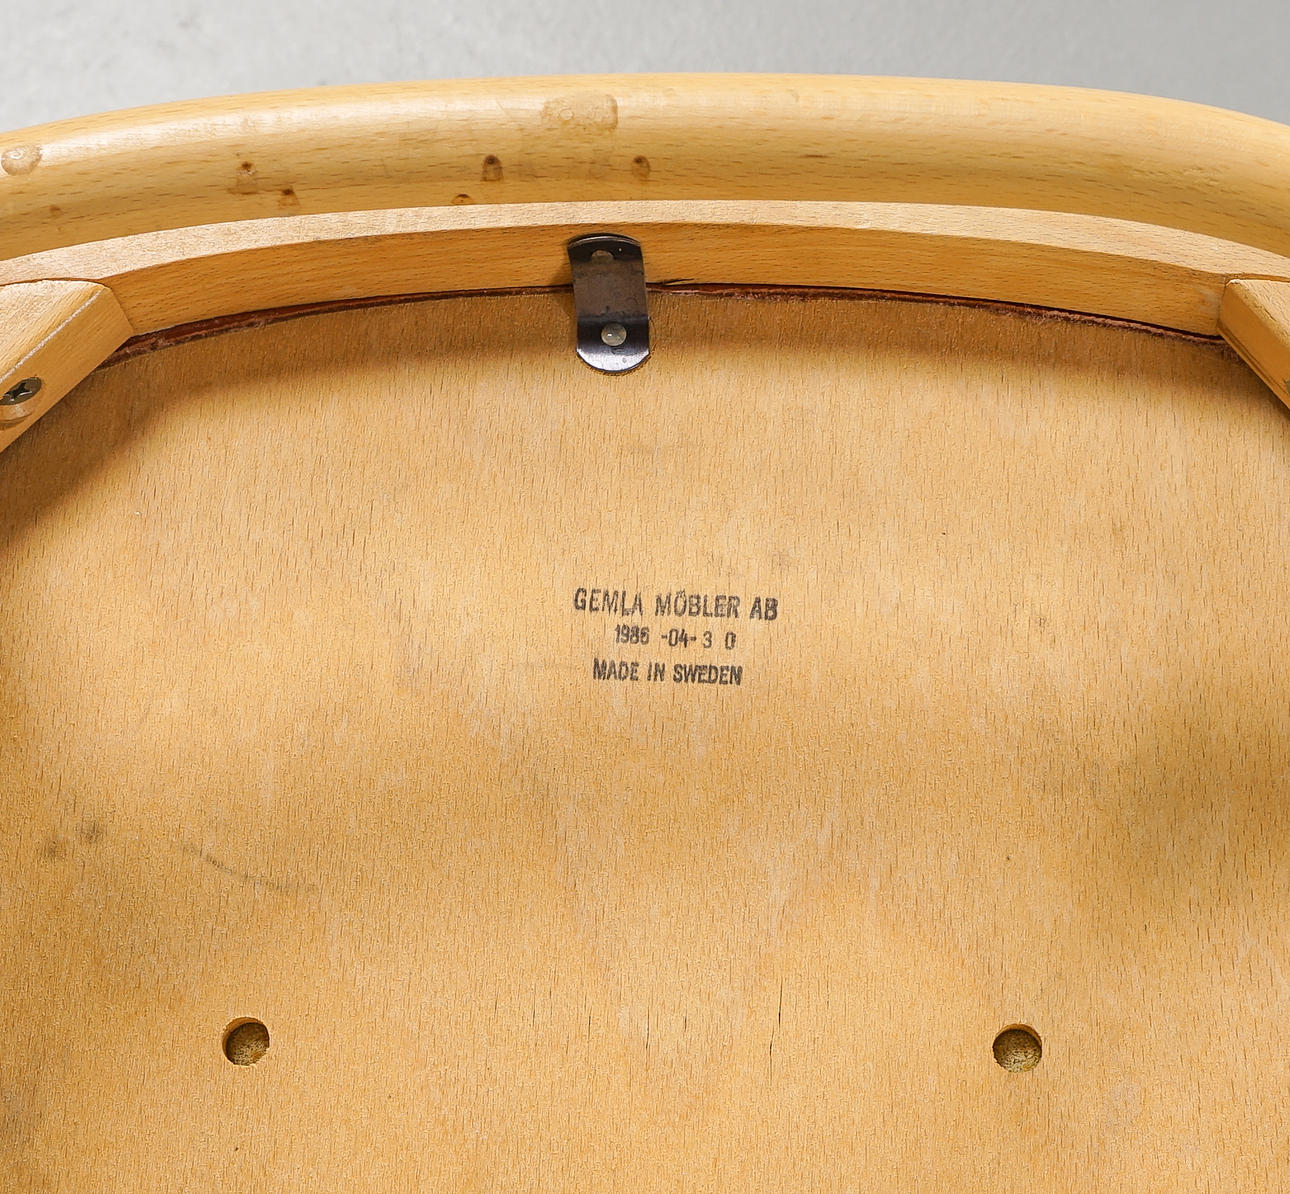 GEMLA MÖBLER AB
1986 -04- 3 0
MADE IN SWEDEN